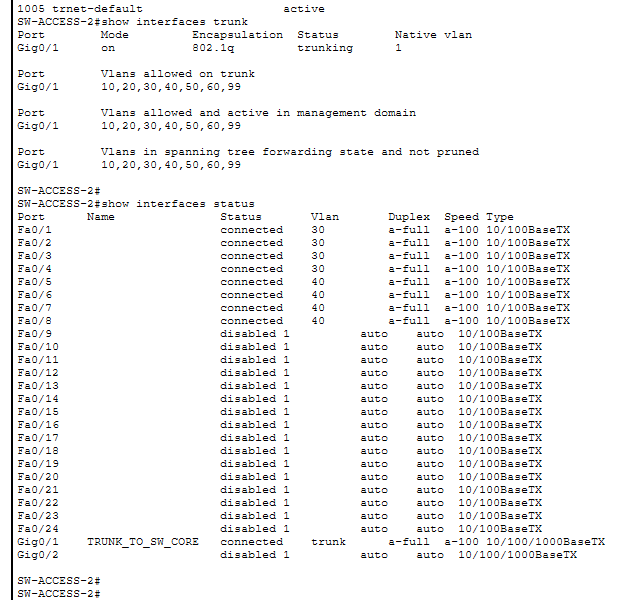 1005 trnet-default                    active
SW-ACCESS-2#show interfaces trunk
Port        Mode         Encapsulation  Status        Native vlan
Gig0/1      on           802.1q         trunking      1

Port        Vlans allowed on trunk
Gig0/1      10,20,30,40,50,60,99

Port        Vlans allowed and active in management domain
Gig0/1      10,20,30,40,50,60,99

Port        Vlans in spanning tree forwarding state and not pruned
Gig0/1      10,20,30,40,50,60,99

SW-ACCESS-2#
SW-ACCESS-2#show interfaces status
Port      Name               Status       Vlan       Duplex  Speed Type
Fa0/1                        connected    30         a-full  a-100 10/100BaseTX
Fa0/2                        connected    30         a-full  a-100 10/100BaseTX
Fa0/3                        connected    30         a-full  a-100 10/100BaseTX
Fa0/4                        connected    30         a-full  a-100 10/100BaseTX
Fa0/5                        connected    40         a-full  a-100 10/100BaseTX
Fa0/6                        connected    40         a-full  a-100 10/100BaseTX
Fa0/7                        connected    40         a-full  a-100 10/100BaseTX
Fa0/8                        connected    40         a-full  a-100 10/100BaseTX
Fa0/9                        disabled 1          auto    auto  10/100BaseTX
Fa0/10                       disabled 1          auto    auto  10/100BaseTX
Fa0/11                       disabled 1          auto    auto  10/100BaseTX
Fa0/12                       disabled 1          auto    auto  10/100BaseTX
Fa0/13                       disabled 1          auto    auto  10/100BaseTX
Fa0/14                       disabled 1          auto    auto  10/100BaseTX
Fa0/15                       disabled 1          auto    auto  10/100BaseTX
Fa0/16                       disabled 1          auto    auto  10/100BaseTX
Fa0/17                       disabled 1          auto    auto  10/100BaseTX
Fa0/18                       disabled 1          auto    auto  10/100BaseTX
Fa0/19                       disabled 1          auto    auto  10/100BaseTX
Fa0/20                       disabled 1          auto    auto  10/100BaseTX
Fa0/21                       disabled 1          auto    auto  10/100BaseTX
Fa0/22                       disabled 1          auto    auto  10/100BaseTX
Fa0/23                       disabled 1          auto    auto  10/100BaseTX
Fa0/24                       disabled 1          auto    auto  10/100BaseTX
Gig0/1    TRUNK_TO_SW_CORE   connected    trunk      a-full  a-100 10/100/1000BaseTX
Gig0/2                       disabled 1          auto    auto  10/100/1000BaseTX

SW-ACCESS-2#
SW-ACCESS-2#